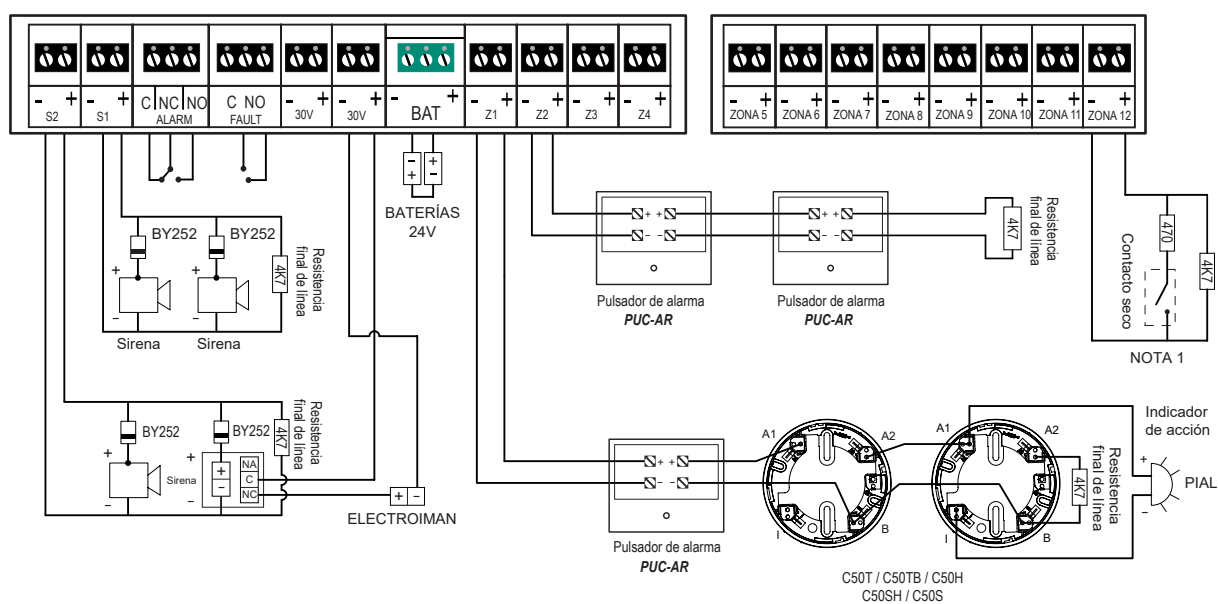 - + - + C NC NO C NO - + - + - + - + - + - + - +
S2 S1 ALARM FAULT 30V 30V BAT Z1 Z2 Z3 Z4
- + - + - + - + - + - + - + - +
ZONA 5 ZONA 6 ZONA 7 ZONA 8 ZONA 9 ZONA 10 ZONA 11 ZONA 12
- + + -
+ - - +
BATERÍAS
24V
BY252 BY252
+ +
4K7
Resistencia
final de línea
- -
Sirena Sirena
BY252 BY252
+ +
4K7
Resistencia
final de línea
Sirena
+
-
NA
C
NC
- -
+ -
ELECTROIMAN
+ + + +
- - - -
4K7
Resistencia
final de línea
Pulsador de alarma
PUC-AR
Pulsador de alarma
PUC-AR
470
Contacto seco
4K7
NOTA 1
+ +
- -
Pulsador de alarma
PUC-AR
A1 A2 A1 A2
I B I B
4K7
Resistencia
final de línea
Indicador
de acción
+
PIAL
-
C50T / C50TB / C50H
C50SH / C50S